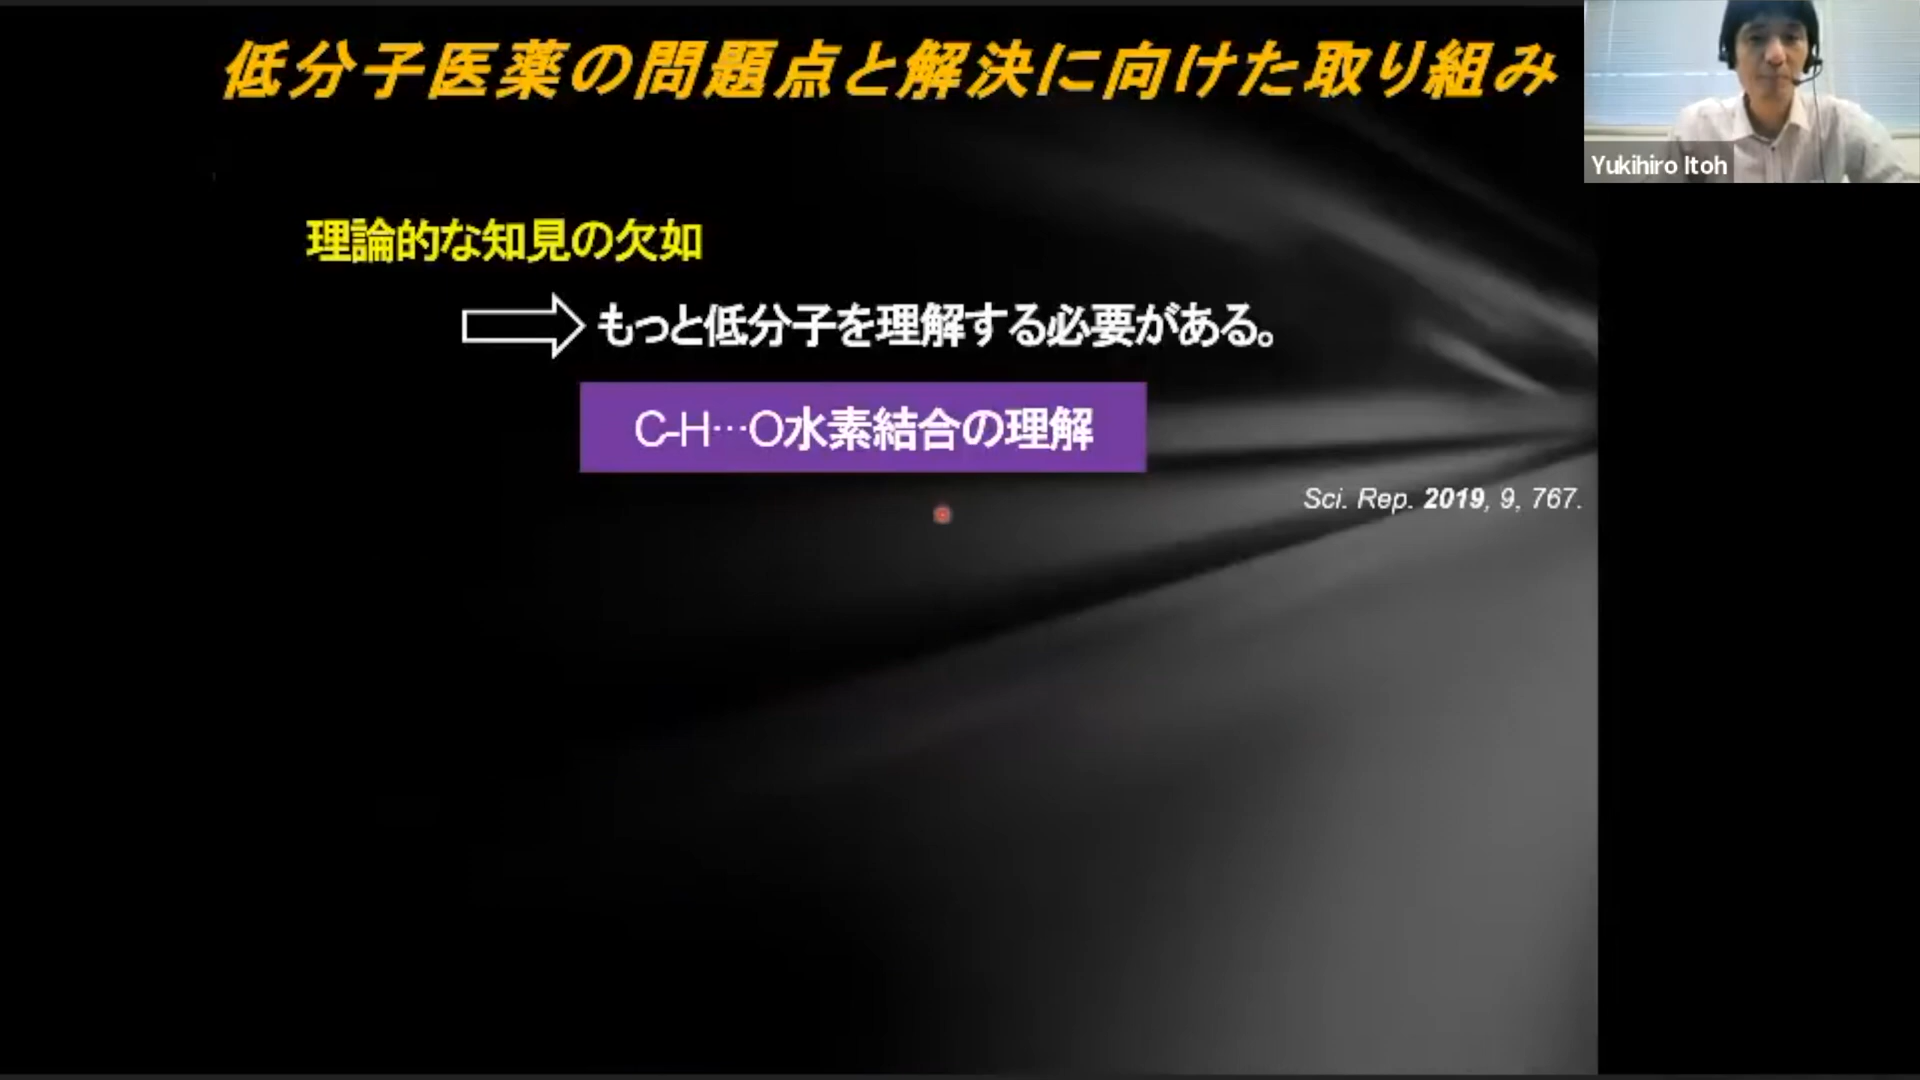 低分子医薬の問題点と解決に向けた取り組み
Yukihiro Itoh
理論的な知見の欠如
もっと低分子を理解する必要がある。
C-H…O水素結合の理解
Sci. Rep. 2019, 9, 767.